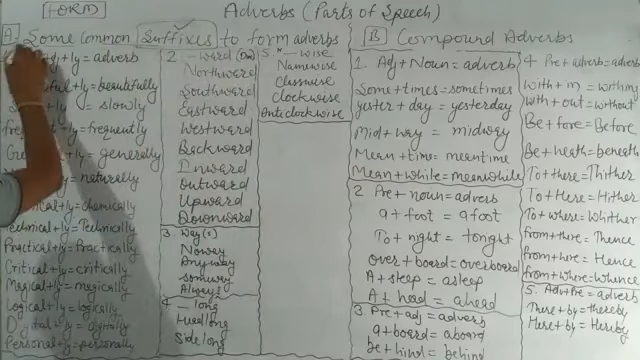 FORM
Adverbs (Parts of Speech)
A Some Common Suffixes to form adverbs
+ly = adverb
+ly = beautifully
+ly = slowly
+ly = frequently
+ly = generally
+ly = naturally
+ly = chemically
Technical+ly = Technically
Practical+ly = Practically
Critical+ly = critically
Magical+ly = magically
Logical+ly = logically
Digital+ly = digitally
Personal+ly = personally
2. —ward
Northward
Southward
Eastward
Westward
Backward
Inward
Outward
Upward
Downward
3. Way(s)
Noway
Anyway
someway
Always
4. — long
Headlong
Sidelong
5. — wise
Namewise
Classwise
Clockwise
Anticlockwise
B Compound Adverbs
1. Adj + Noun = adverb
Some + times = sometimes
yester + day = yesterday
Mid + way = midway
Mean + time = meantime
Mean + while = meanwhile
2. Pre + noun = adverb
a + foot = afoot
To + night = tonight
over + board = overboard
A + sleep = asleep
A + head = ahead
3. Pre + adj = adverb
a + board = aboard
be + hind = behind
4. Pre + adverb = adverb
with + in = within
with + out = without
Be + fore = Before
Be + neath = beneath
To + there = Thither
To + Here = Hither
To + where = Whither
from + there = Thence
from + Here = Hence
from + where = Whence
5. Adv + Pre = adverb
There + by = thereby
Here + by = Hereby